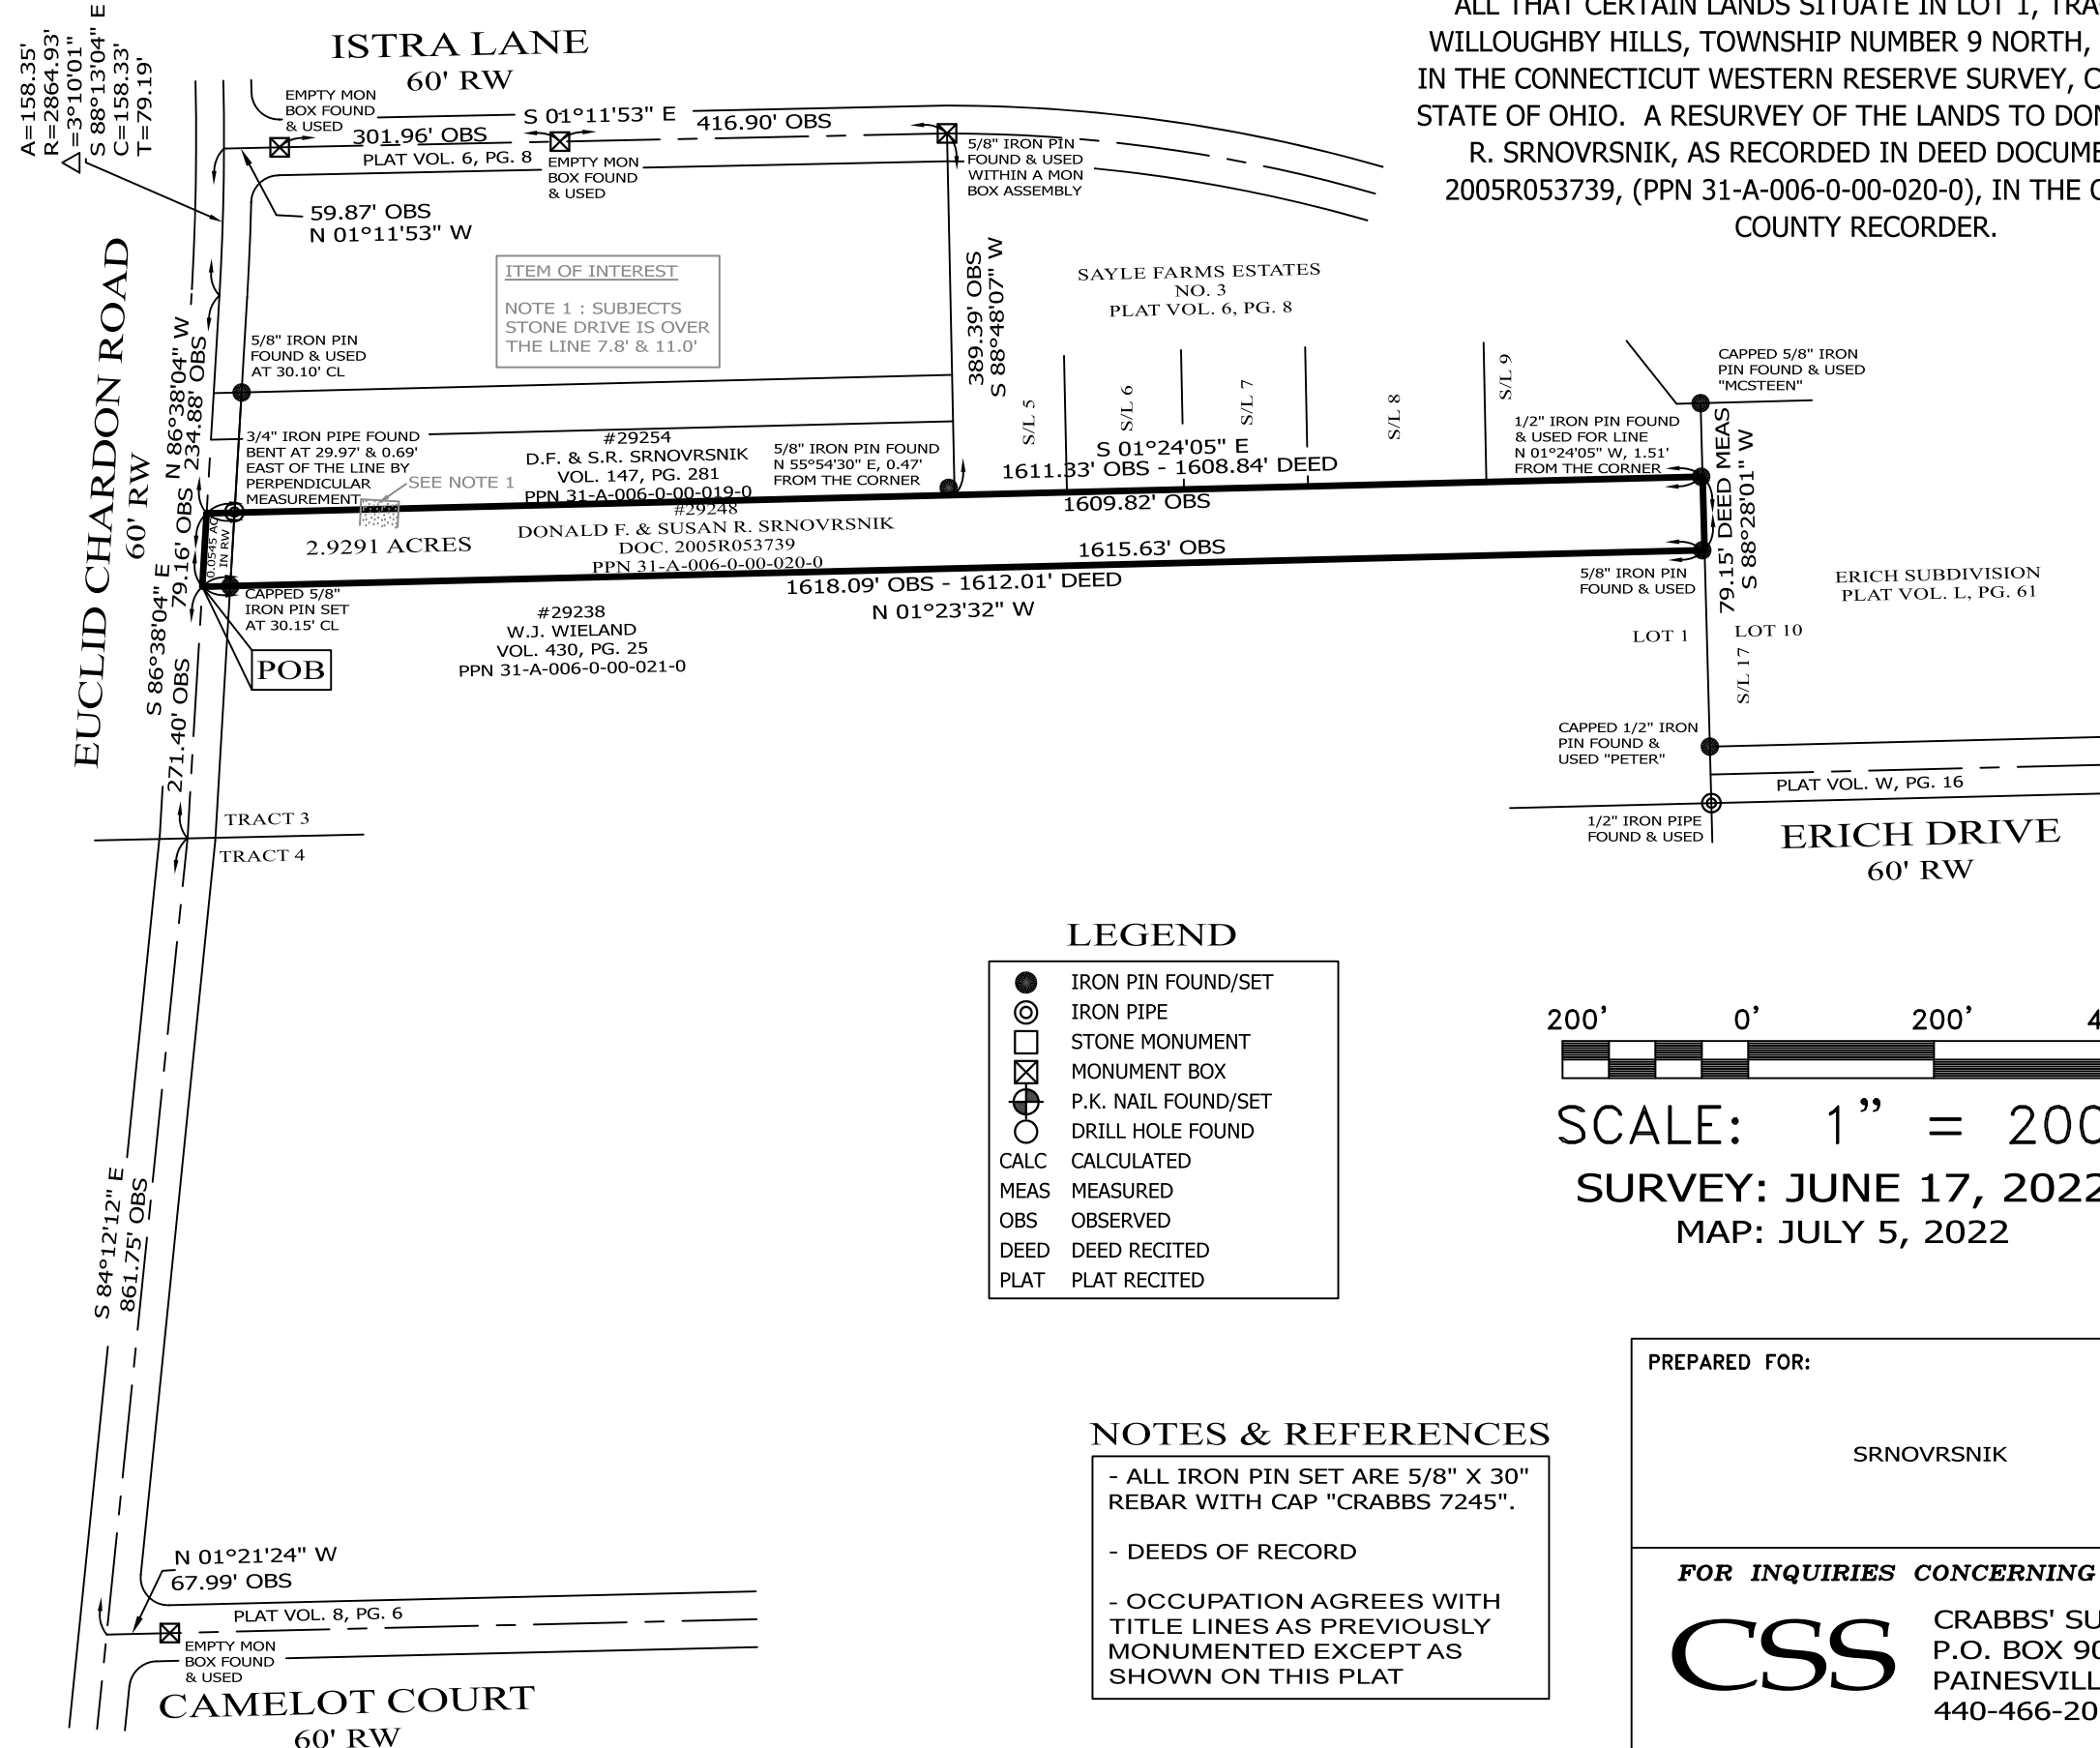 A=158.35'
R=2864.93'
△=3°10'01"
S 88°13'04" E
C=158.33'
T=79.19'
ISTRA LANE
60' RW
ALL THAT CERTAIN LANDS SITUATE IN LOT 1,
WILLOUGHBY HILLS, TOWNSHIP NUMBER 9 NORTH,
IN THE CONNECTICUT WESTERN RESERVE SURVEY,
STATE OF OHIO. A RESURVEY OF THE LANDS TO
R. SRNOVRSNIK, AS RECORDED IN DEED
2005R053739, (PPN 31-A-006-0-00-020-0), IN THE
COUNTY RECORDER.
EMPTY MON
BOX FOUND
& USED
S 01°11'53" E
301.96' OBS
416.90' OBS
PLAT VOL. 6, PG. 8
EMPTY MON
BOX FOUND
& USED
5/8" IRON PIN
FOUND & USED
WITHIN A MON
BOX ASSEMBLY
59.87' OBS
N 01°11'53" W
ITEM OF INTEREST
NOTE 1 : SUBJECTS
STONE DRIVE IS OVER
THE LINE 7.8' & 11.0'
389.39' OBS
S 88°48'07" W
SAYLE FARMS ESTATES
NO. 3
PLAT VOL. 6, PG. 8
EUCLID CHARDON ROAD
60' RW
N 86°38'04" W
234.88' OBS
5/8" IRON PIN
FOUND & USED
AT 30.10' CL
S/L 5
S/L 6
S/L 7
S/L 8
S/L 9
CAPPED 5/8" IRON
PIN FOUND & USED
"MCSTEEN"
3/4" IRON PIPE FOUND
BENT AT 29.97' & 0.69'
EAST OF THE LINE BY
PERPENDICULAR
MEASUREMENT
SEE NOTE 1
#29254
D.F. & S.R. SRNOVRSNIK
VOL. 147, PG. 281
PPN 31-A-006-0-00-019-0
5/8" IRON PIN FOUND
N 55°54'30" E, 0.47'
FROM THE CORNER
S 01°24'05" E
1611.33' OBS - 1608.84' DEED
1609.82' OBS
1/2" IRON PIN FOUND
& USED FOR LINE
N 01°24'05" W, 1.51'
FROM THE CORNER
79.15' DEED MEAS
S 88°28'01" W
0.0545 AC
IN RW
2.9291 ACRES
#29248
DONALD F. & SUSAN R. SRNOVRSNIK
DOC. 2005R053739
PPN 31-A-006-0-00-020-0
1615.63' OBS
1618.09' OBS - 1612.01' DEED
N 01°23'32" W
S 86°38'04" E
79.16' OBS
271.40' OBS
CAPPED 5/8"
IRON PIN SET
AT 30.15' CL
POB
#29238
W.J. WIELAND
VOL. 430, PG. 25
PPN 31-A-006-0-00-021-0
5/8" IRON PIN
FOUND & USED
ERICH SUBDIVISION
PLAT VOL. L, PG. 61
LOT 1
LOT 10
S/L 17
CAPPED 1/2" IRON
PIN FOUND &
USED "PETER"
PLAT VOL. W, PG. 16
1/2" IRON PIPE
FOUND & USED
ERICH DRIVE
60' RW
TRACT 3
TRACT 4
LEGEND
IRON PIN FOUND/SET
IRON PIPE
STONE MONUMENT
MONUMENT BOX
P.K. NAIL FOUND/SET
DRILL HOLE FOUND
CALC CALCULATED
MEAS MEASURED
OBS OBSERVED
DEED DEED RECITED
PLAT PLAT RECITED
200' 0' 200'
SCALE: 1" = 200
SURVEY: JUNE 17, 2022
MAP: JULY 5, 2022
S 84°12'12" E
861.75' OBS
PREPARED FOR:
SRNOVRSNIK
NOTES & REFERENCES
- ALL IRON PIN SET ARE 5/8" X 30"
REBAR WITH CAP "CRABBS 7245".
- DEEDS OF RECORD
- OCCUPATION AGREES WITH
TITLE LINES AS PREVIOUSLY
MONUMENTED EXCEPT AS
SHOWN ON THIS PLAT
FOR INQUIRIES CONCERNING
CSS
CRABBS'
P.O. BOX
440-466-20
N 01°21'24" W
67.99' OBS
PLAT VOL. 8, PG. 6
EMPTY MON
BOX FOUND
& USED
CAMELOT COURT
60' RW